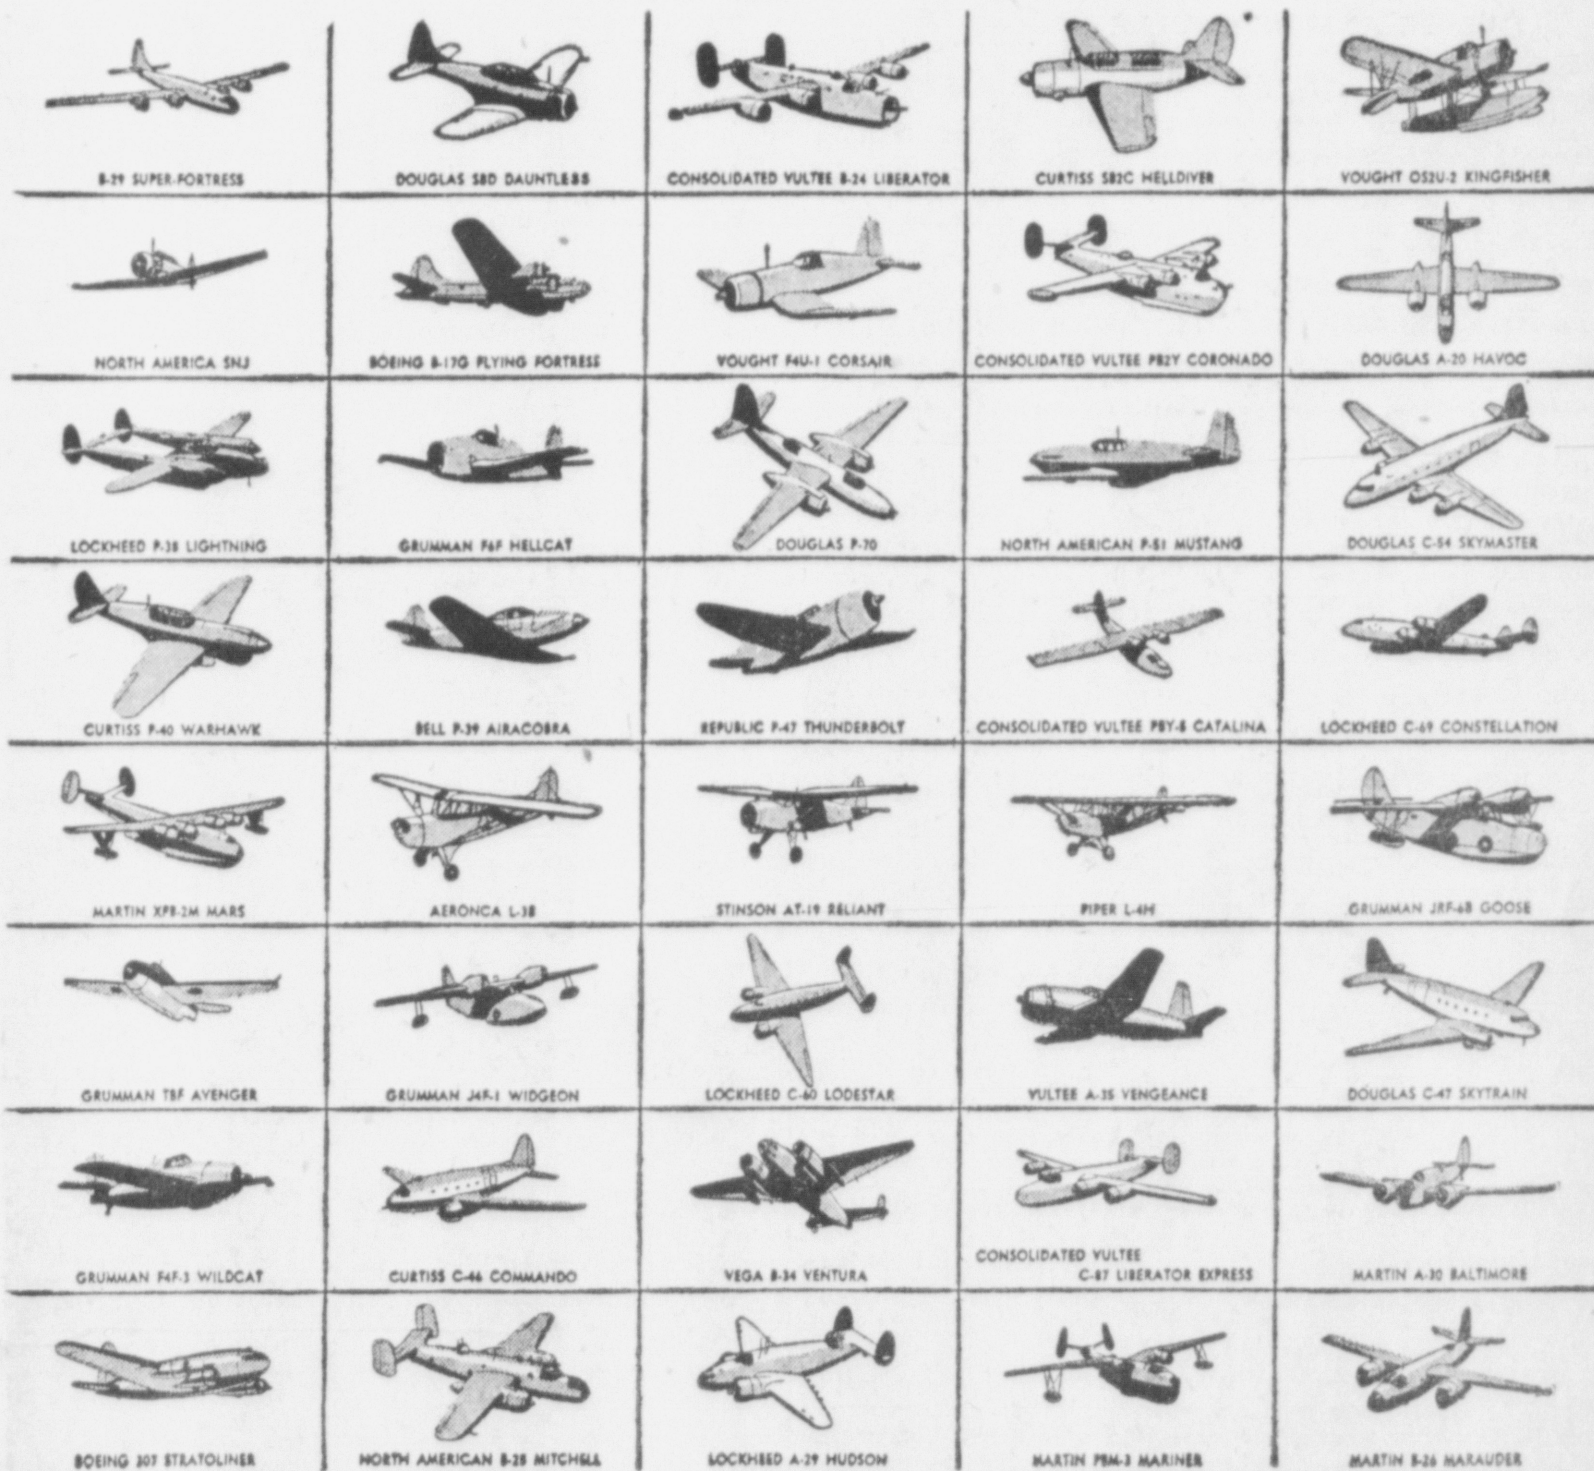 B-29 SUPER-FORTRESS
DOUGLAS SBD DAUNTLESS
CONSOLIDATED VULTEE B-24 LIBERATOR
CURTISS SB2C HELLDIVER
VOUGHT OS2U-2 KINGFISHER
NORTH AMERICA SNJ
BOEING B-17G FLYING FORTRESS
VOUGHT F4U-1 CORSAIR
CONSOLIDATED VULTEE PB2Y CORONADO
DOUGLAS A-20 HAVOC
LOCKHEED P-38 LIGHTNING
GRUMMAN F6F HELLCAT
DOUGLAS P-70
NORTH AMERICAN P-51 MUSTANG
DOUGLAS C-54 SKYMASTER
CURTISS P-40 WARHAWK
BELL P-39 AIRACOBRA
REPUBLIC P-47 THUNDERBOLT
CONSOLIDATED VULTEE PBY-5 CATALINA
LOCKHEED C-69 CONSTELLATION
MARTIN XPB-2M MARS
AERONCA L-3B
STINSON AT-19 RELIANT
PIPER L-4H
GRUMMAN JRF-6B GOOSE
GRUMMAN TBF AVENGER
GRUMMAN J4F-1 WIDGEON
LOCKHEED C-60 LODESTAR
VULTEE A-35 VENGEANCE
DOUGLAS C-47 SKYTRAIN
GRUMMAN F4F-3 WILDCAT
CURTISS C-46 COMMANDO
VEGA B-34 VENTURA
CONSOLIDATED VULTEE
C-87 LIBERATOR EXPRESS
MARTIN A-30 BALTIMORE
BOEING 307 STRATOLINER
NORTH AMERICAN B-25 MITCHELL
LOCKHEED A-29 HUDSON
MARTIN PBM-3 MARINER
MARTIN B-26 MARAUDER